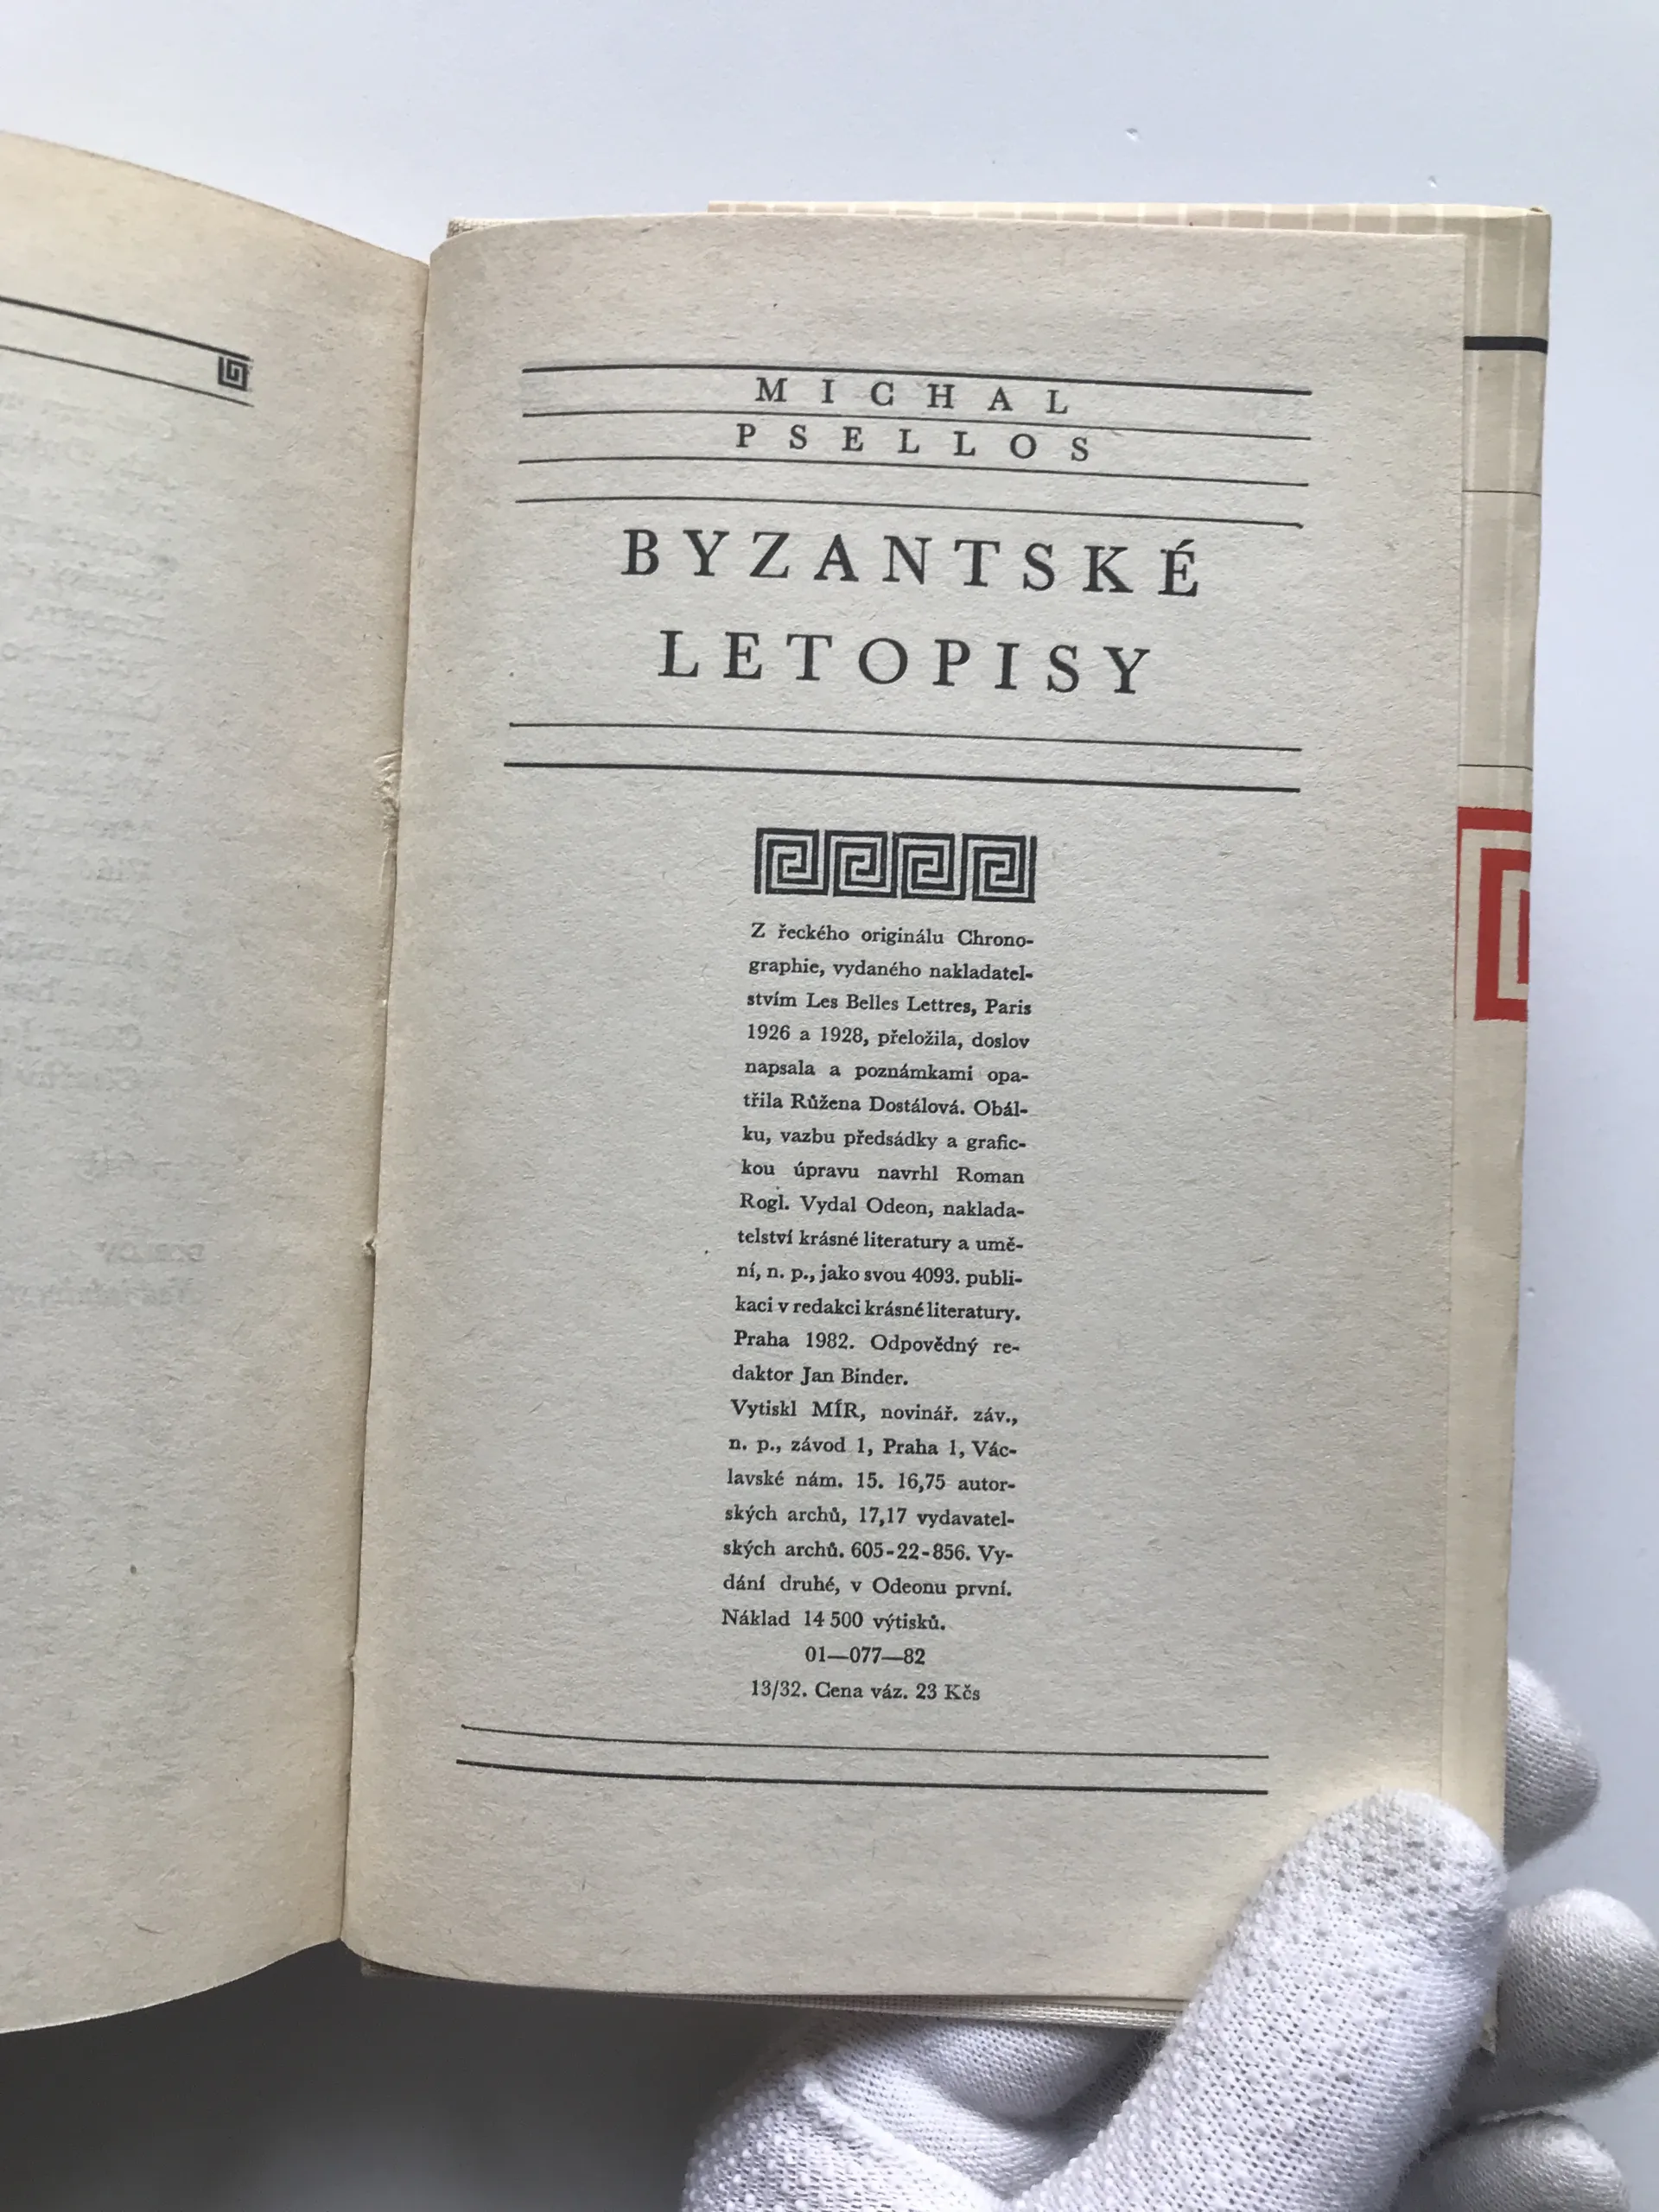 MICHAL
PSELLOS
BYZANTSKÉ
LETOPISY
Z řeckého originálu Chrono-
graphie, vydaného nakladatel-
stvím Les Belles Lettres, Paris
1926 a 1928, přeložila, doslov
napsala a poznámkami opa-
třila Růžena Dostálová. Obál-
ku, vazbu předsádky a grafic-
kou úpravu navrhl Roman
Rogl. Vydal Odeon, naklada-
telství krásné literatury a umě-
ní, n. p., jako svou 4093. publi-
kaci v redakci krásné literatury.
Praha 1982. Odpovědný re-
daktor Jan Binder.
Vytiskl MÍR, novinář. záv.,
n. p., závod 1, Praha 1, Vác-
lavské nám. 15. 16,75 autor-
ských archů, 17,17 vydavatel-
ských archů. 605-22-856. Vy-
dání druhé, v Odeonu první.
Náklad 14 500 výtisků.
01—077—82
13/32. Cena váz. 23 Kčs